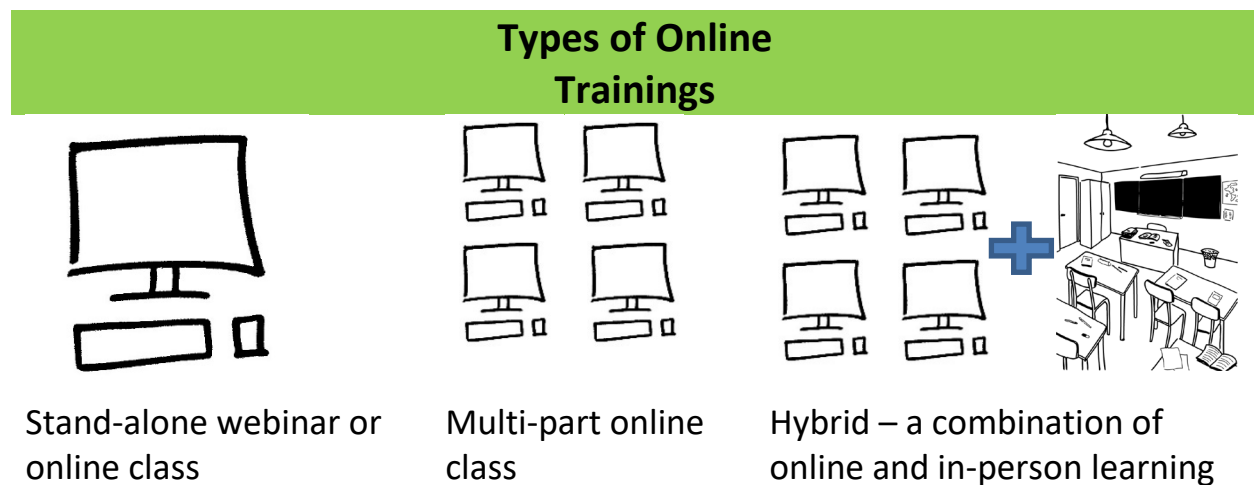 Types of Online
Trainings
Stand-alone webinar or
online class
Multi-part online
class
Hybrid – a combination of
online and in-person learning